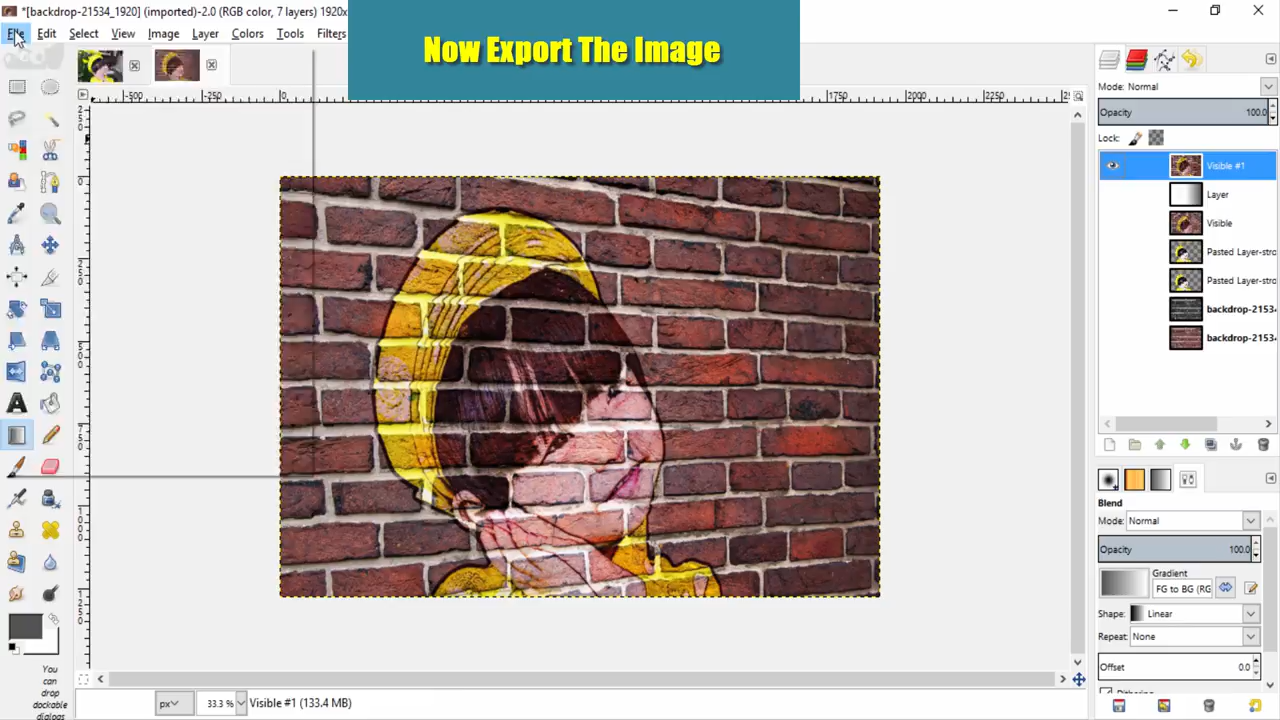 *[backdrop-21534_1920] (imported)-2.0 (RGB color, 7 layers) 1920x
Now Export The Image
File Edit Select View Image Layer Colors Tools Filters
-500 -250 0 1750 2000 2250
Mode: Normal
Opacity 100.0
Lock:
Visible #1
Layer
Visible
Pasted Layer-stro
Pasted Layer-stro
backdrop-2153
backdrop-2153
Blend
Mode: Normal
Opacity 100.0
Gradient
FG to BG (RG
Shape: Linear
Repeat: None
Offset 0.0
Dithering
You
can
drop
dockable
dialogs
px 33.3 % Visible #1 (133.4 MB)